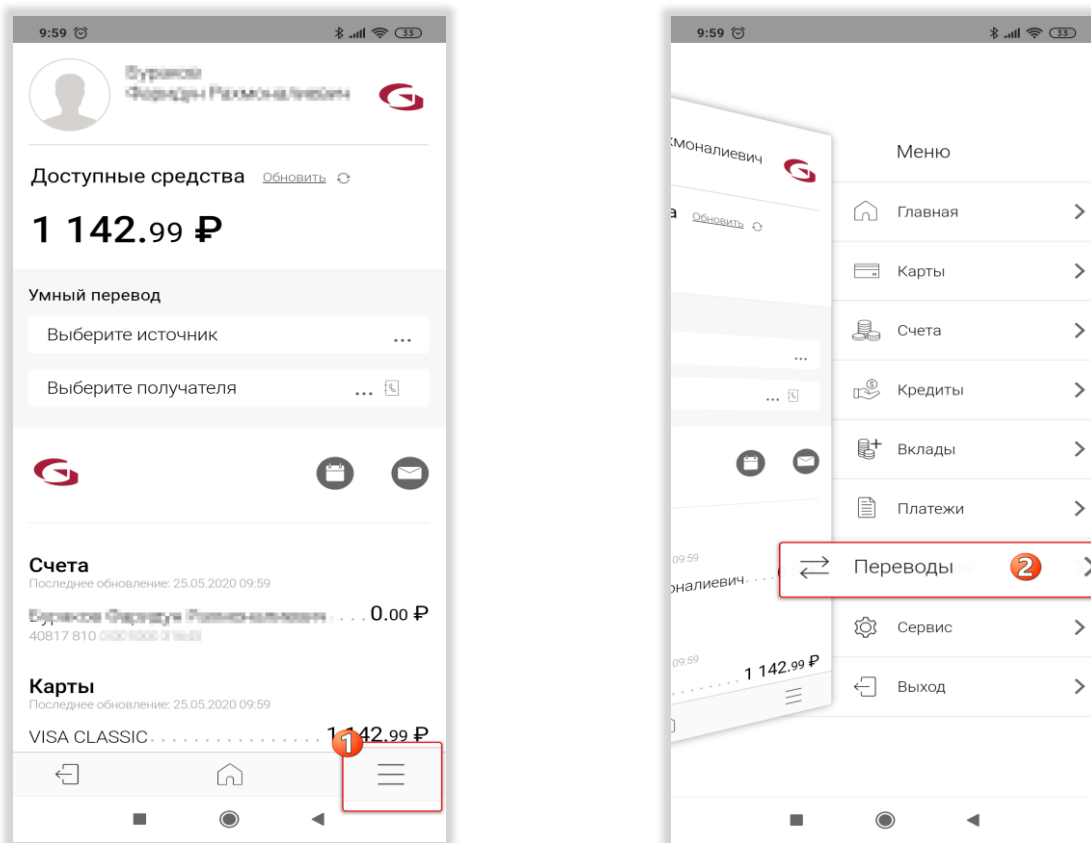 9:59
33
Доступные средства Обновить
1 142.99 ₽
Умный перевод
Выберите источник ...
Выберите получателя ...
Счета
Последнее обновление: 25.05.2020 09:59
0.00 ₽
40817 810
Карты
Последнее обновление: 25.05.2020 09:59
VISA CLASSIC 1 142.99 ₽
1
9:59
33
моналиевич
Обновить
...
...
09:59
оналиевич
09:59
1 142.99 ₽
Меню
Главная
Карты
Счета
Кредиты
Вклады
Платежи
Переводы 2
Сервис
Выход